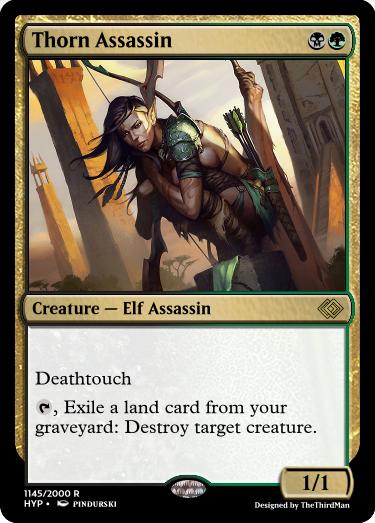 Thorn Assassin
Creature — Elf Assassin
Deathtouch
, Exile a land card from your
graveyard: Destroy target creature.
1/1
1145/2000 R
HYP • PINDURSKI
Designed by TheThirdMan